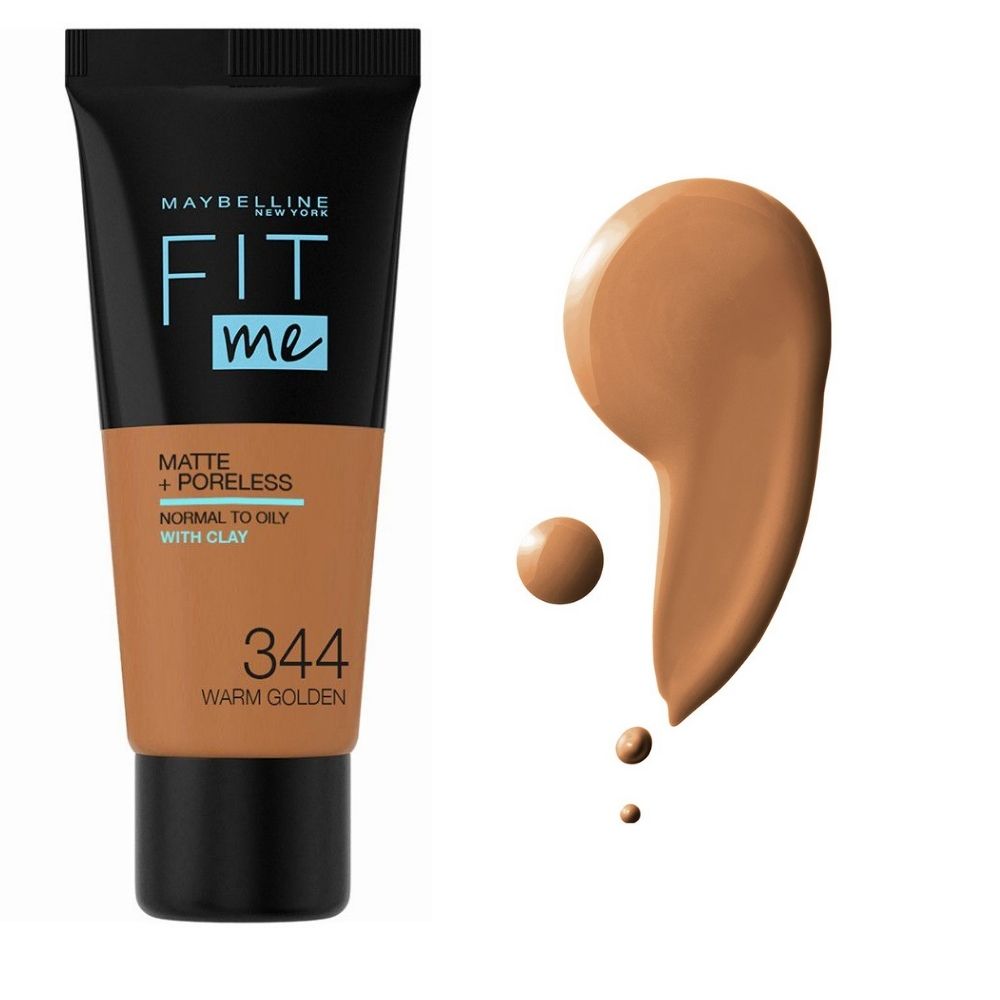 MAYBELLINE
NEW YORK
FIT
me
MATTE
+ PORELESS
NORMAL TO OILY
WITH CLAY
344
WARM GOLDEN